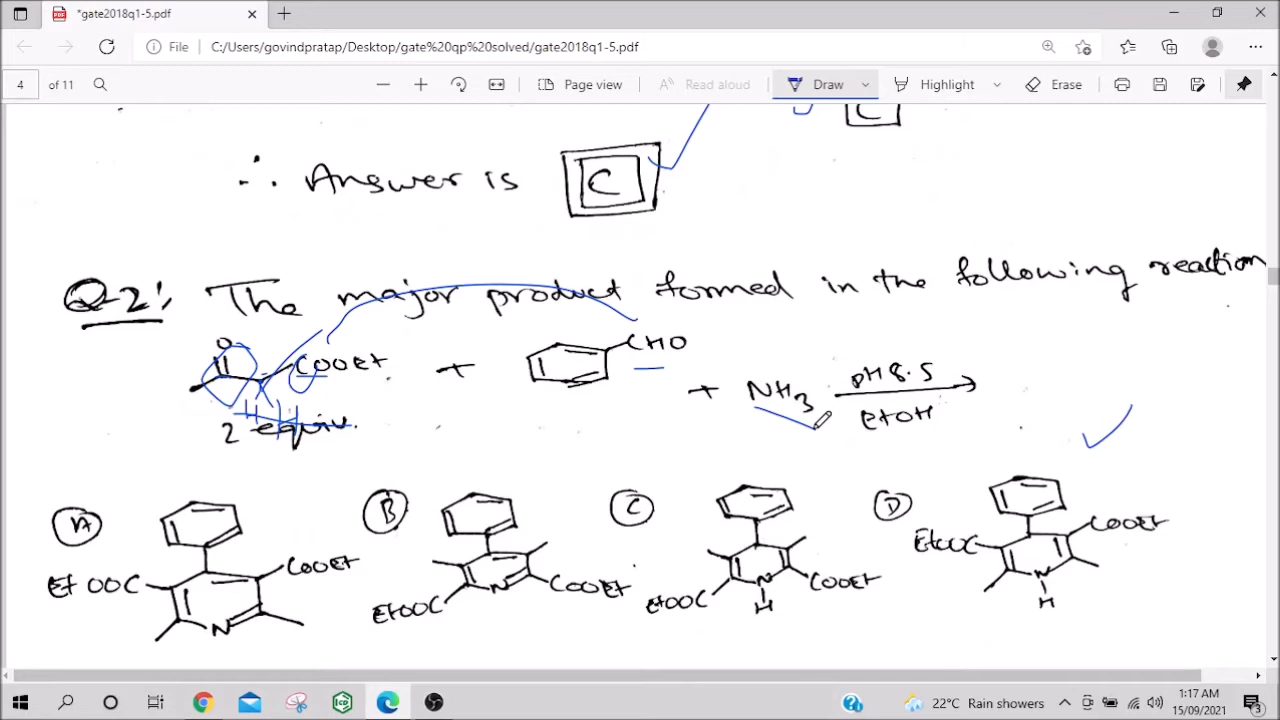 *gate2018q1-5.pdf
File C:/Users/govindpratap/Desktop/gate%20qp%20solved/gate2018q1-5.pdf
4 of 11 Page view Read aloud Draw Highlight Erase
C
∴ Answer is C
Q-2: The major product formed in the following reaction
O
COOEt + CHO
+ NH3 pH 8.5
EtOH
H H
2 equiv.
A B C D
EtOOC COOEt N
EtOOC COOEt N
EtOOC COOEt N H
EtOOC COOEt N H
22°C Rain showers
1:17 AM
15/09/2021
3